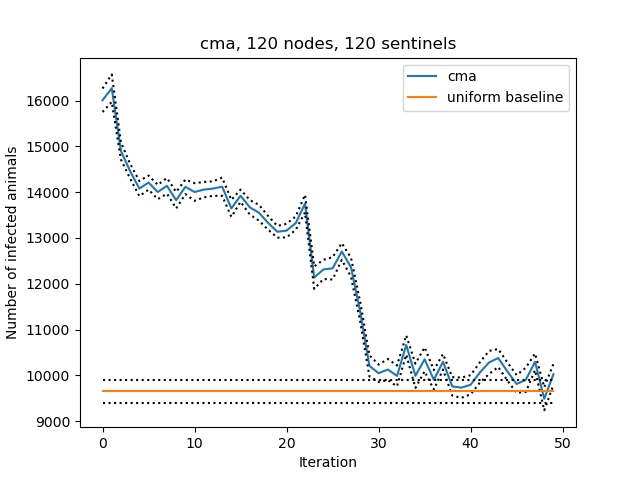 cma, 120 nodes, 120 sentinels
cma
uniform baseline
Number of infected animals
16000
15000
14000
13000
12000
11000
10000
9000
0 10 20 30 40 50
Iteration